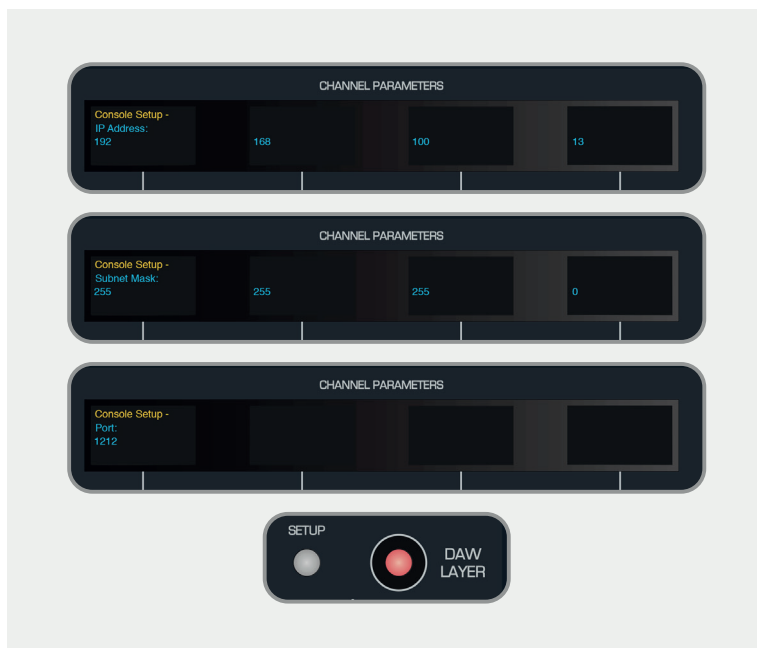 CHANNEL PARAMETERS
Console Setup -
IP Address:
192 168 100 13
CHANNEL PARAMETERS
Console Setup -
Subnet Mask:
255 255 255 0
CHANNEL PARAMETERS
Console Setup -
Port:
1212
SETUP
DAW
LAYER